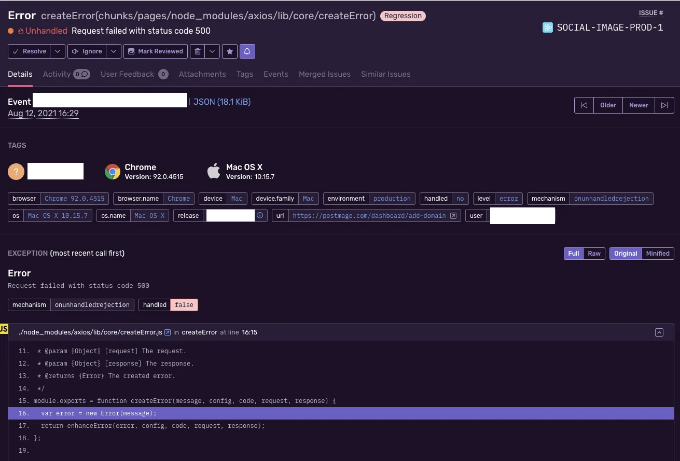 Error createError(chunks/pages/node_modules/axios/lib/core/createError) Regression
ISSUE #
Unhandled Request failed with status code 500
SOCIAL-IMAGE-PROD-1
Resolve Ignore Mark Reviewed
Details Activity 0 User Feedback 0 Attachments Tags Events Merged Issues Similar Issues
Event | JSON (18.1 KiB)
Aug 12, 2021 16:29
Older Newer
TAGS
?
Chrome
Version: 92.0.4515
Mac OS X
Version: 10.15.7
browser Chrome 92.0.4515 browser.name Chrome device Mac device.family Mac environment production handled no level error mechanism onunhandledrejection
os Mac OS X 10.15.7 os.name Mac OS X release url https://postmage.com/dashboard/add-domain user
EXCEPTION (most recent call first)
Full Raw Original Minified
Error
Request failed with status code 500
mechanism onunhandledrejection handled false
JS
./node_modules/axios/lib/core/createError.js in createError at line 16:15
11. * @param {Object} [request] The request.
12. * @param {Object} [response] The response.
13. * @returns {Error} The created error.
14. */
15. module.exports = function createError(message, config, code, request, response) {
16. var error = new Error(message);
17. return enhanceError(error, config, code, request, response);
18. };
19.